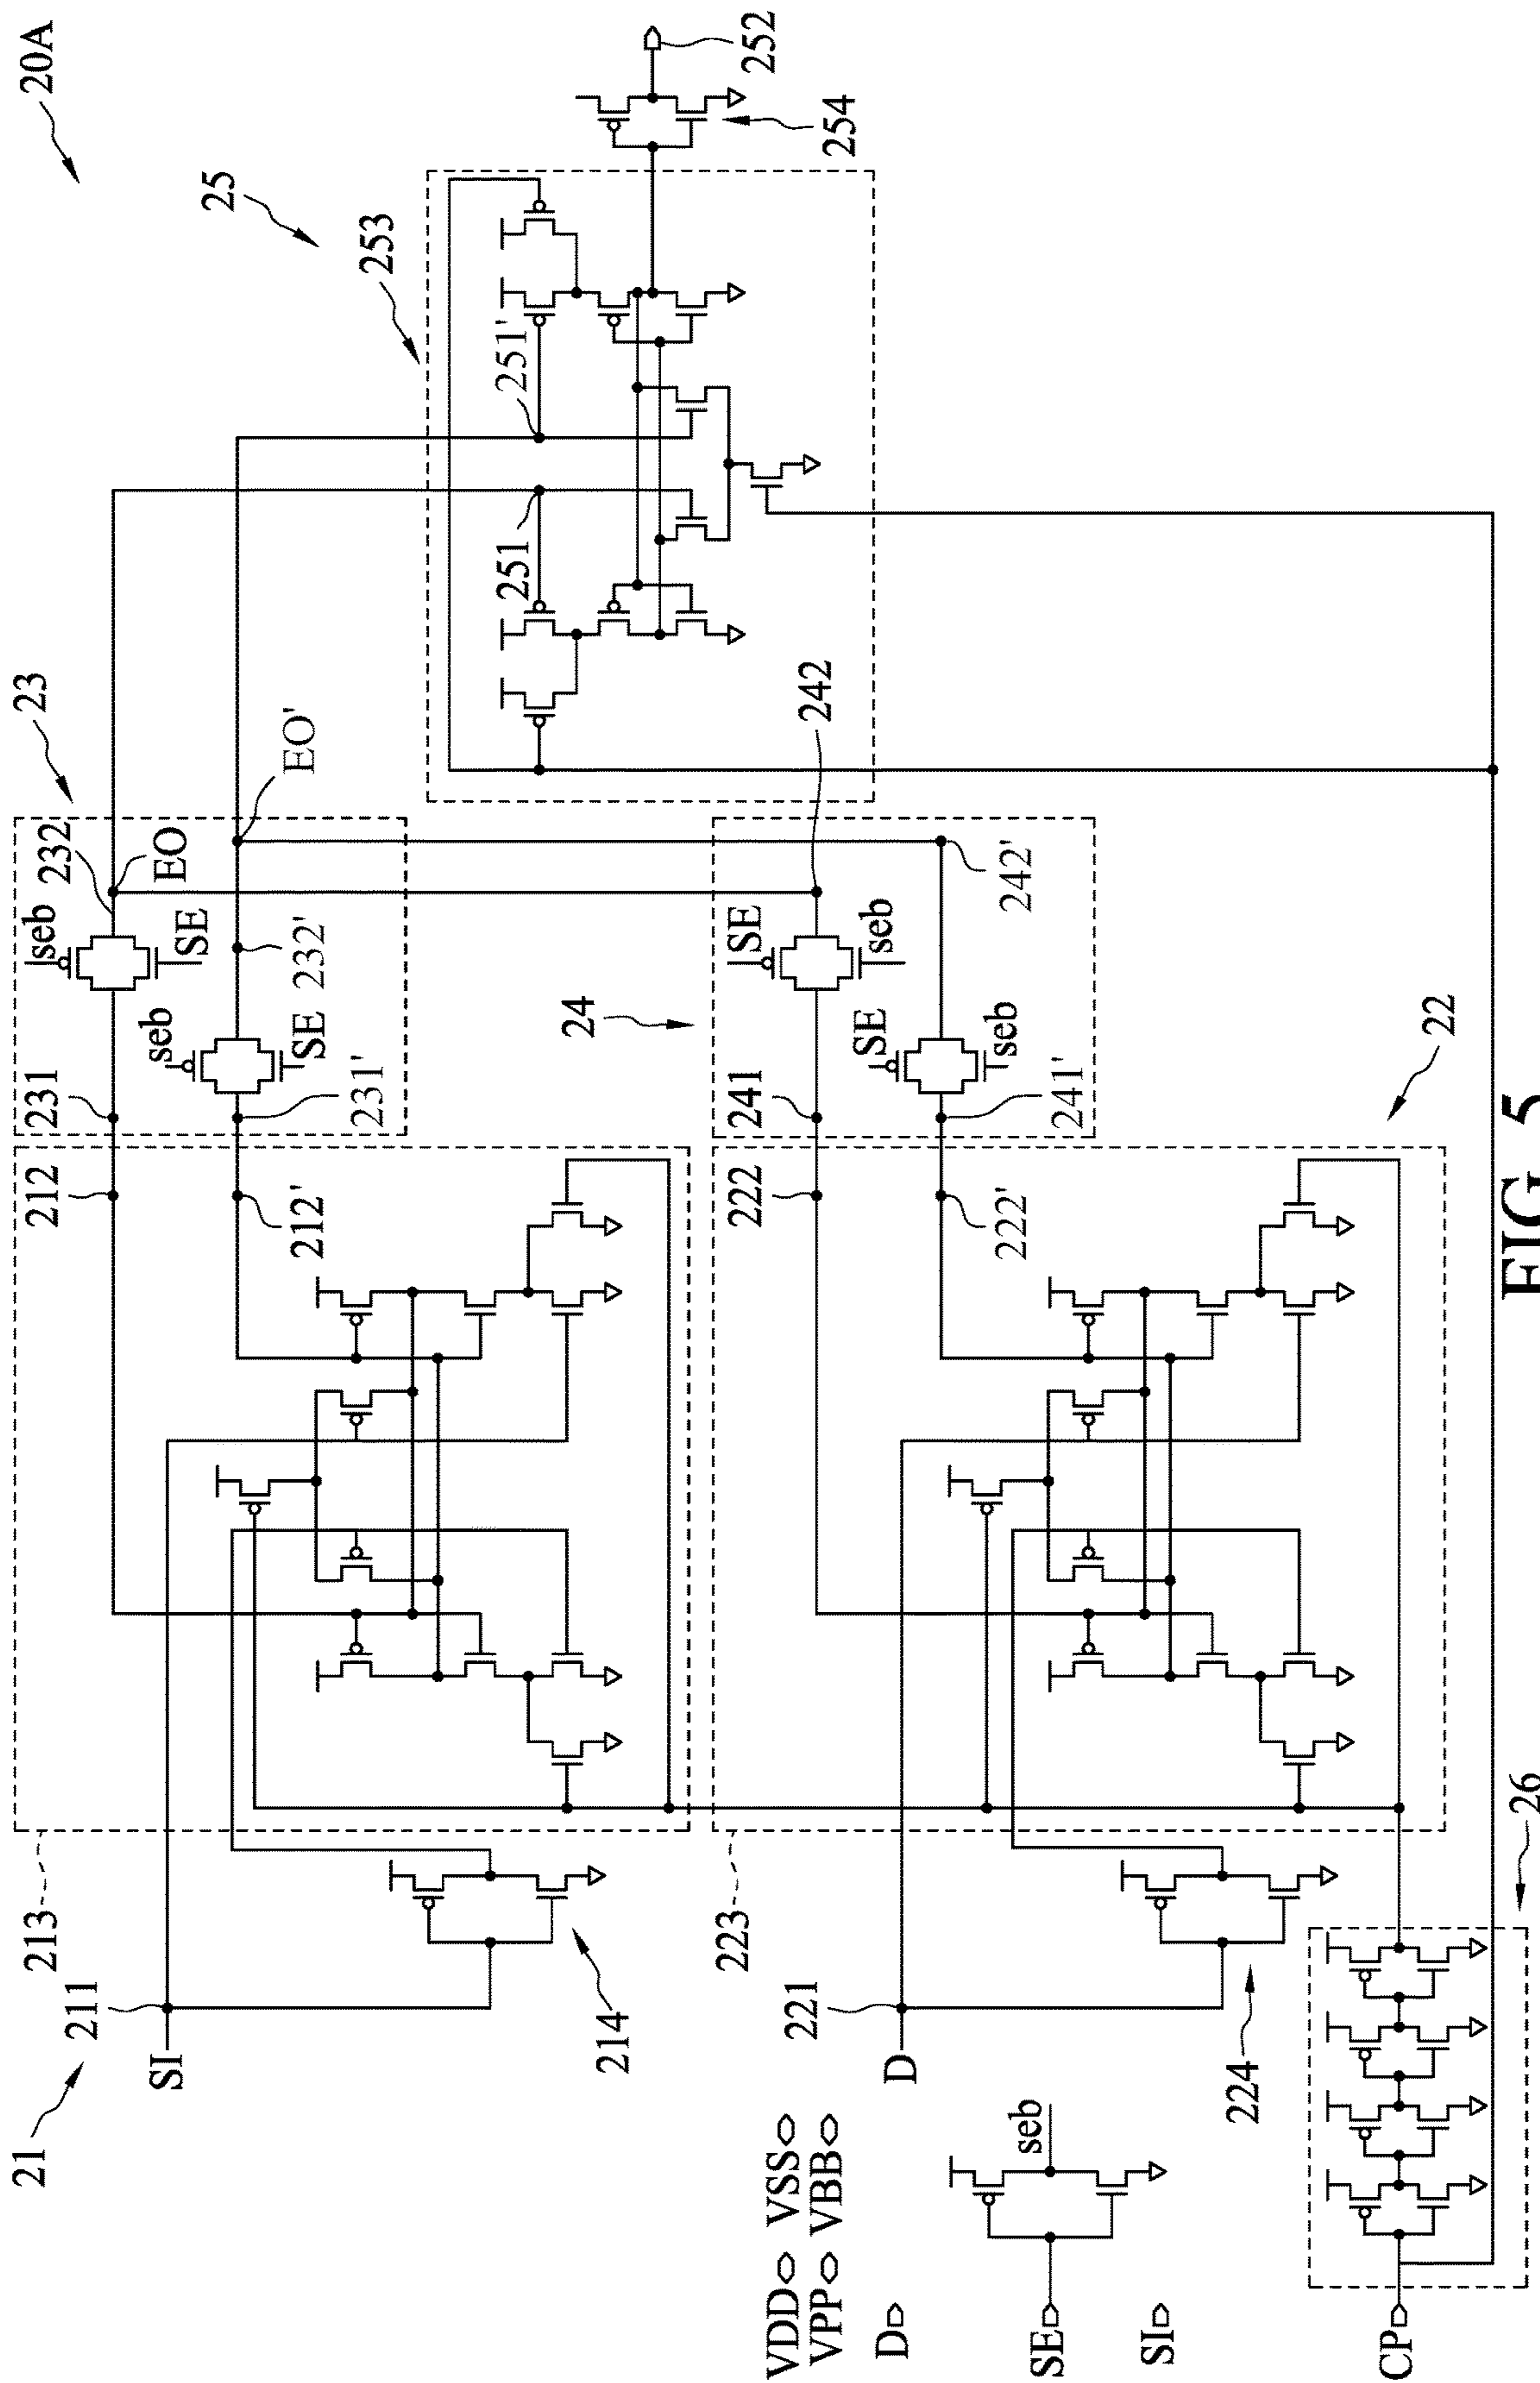 20A
21
SI
211
213
214
212
212'
231
231'
seb
SE
seb
SE
232
232'
23
EO
EO'
25
253
251
251'
254
252
VDD VSS
VPP VBB
D
SE
seb
SI
CP
D
221
223
224
222
222'
241
241'
24
SE
seb
SE
seb
242
242'
22
26
FIG. 5